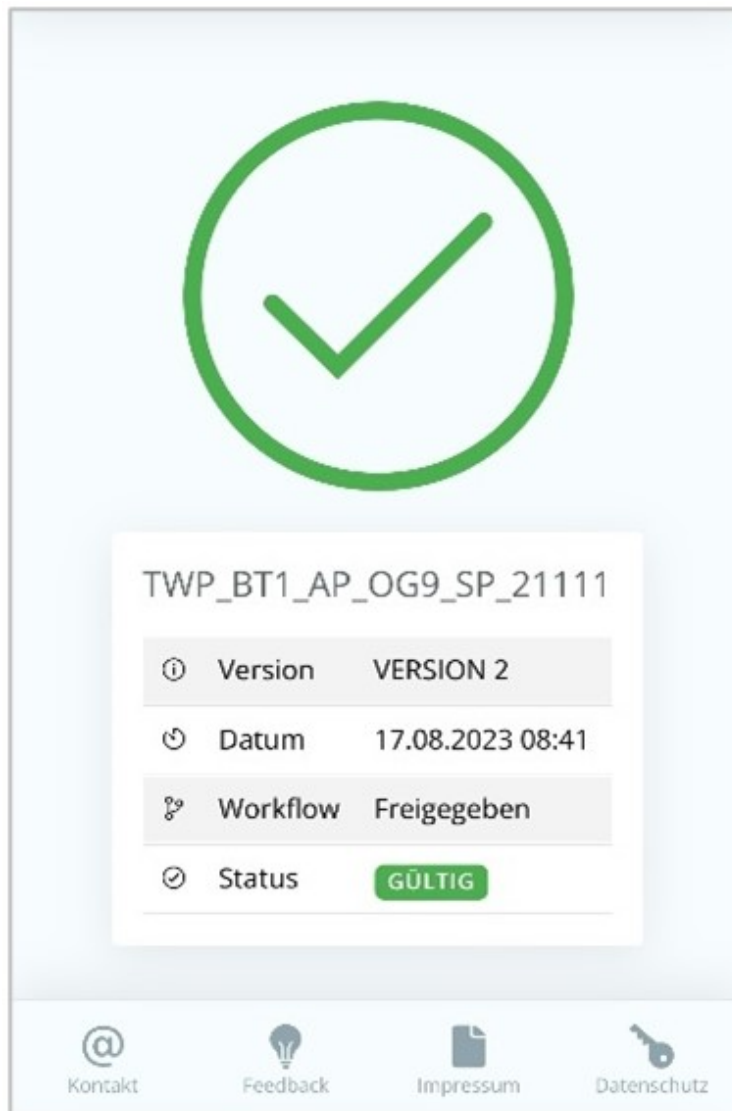 TWP_BT1_AP_OG9_SP_21111
Version VERSION 2
Datum 17.08.2023 08:41
Workflow Freigegeben
Status GÜLTIG
Kontakt Feedback Impressum Datenschutz